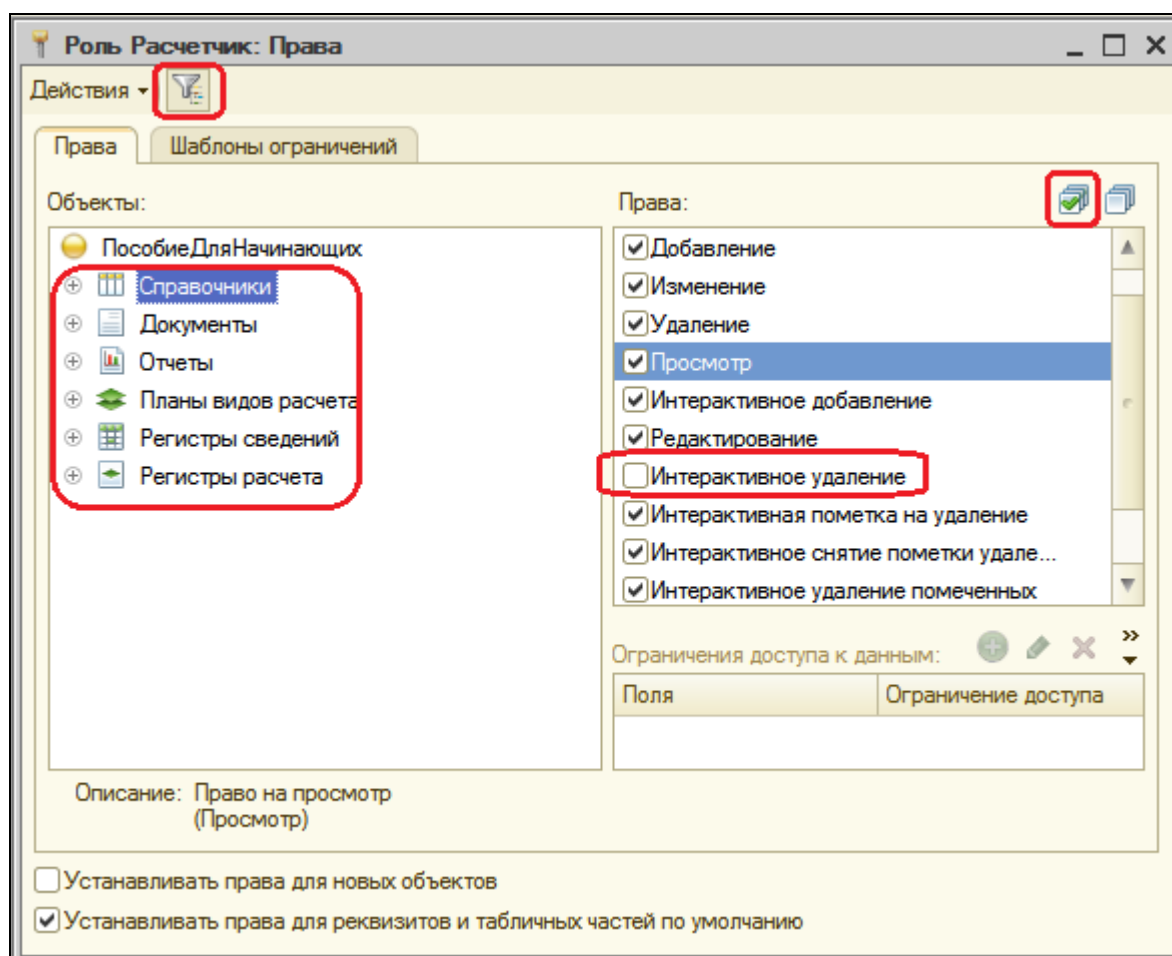 Роль Расчетчик: Права
Действия
Права
Шаблоны ограничений
Объекты:
ПособиеДляНачинающих
Справочники
Документы
Отчеты
Планы видов расчета
Регистры сведений
Регистры расчета
Права:
Добавление
Изменение
Удаление
Просмотр
Интерактивное добавление
Редактирование
Интерактивное удаление
Интерактивная пометка на удаление
Интерактивное снятие пометки удале...
Интерактивное удаление помеченных
Ограничения доступа к данным:
Поля
Ограничение доступа
Описание: Право на просмотр
(Просмотр)
Устанавливать права для новых объектов
Устанавливать права для реквизитов и табличных частей по умолчанию